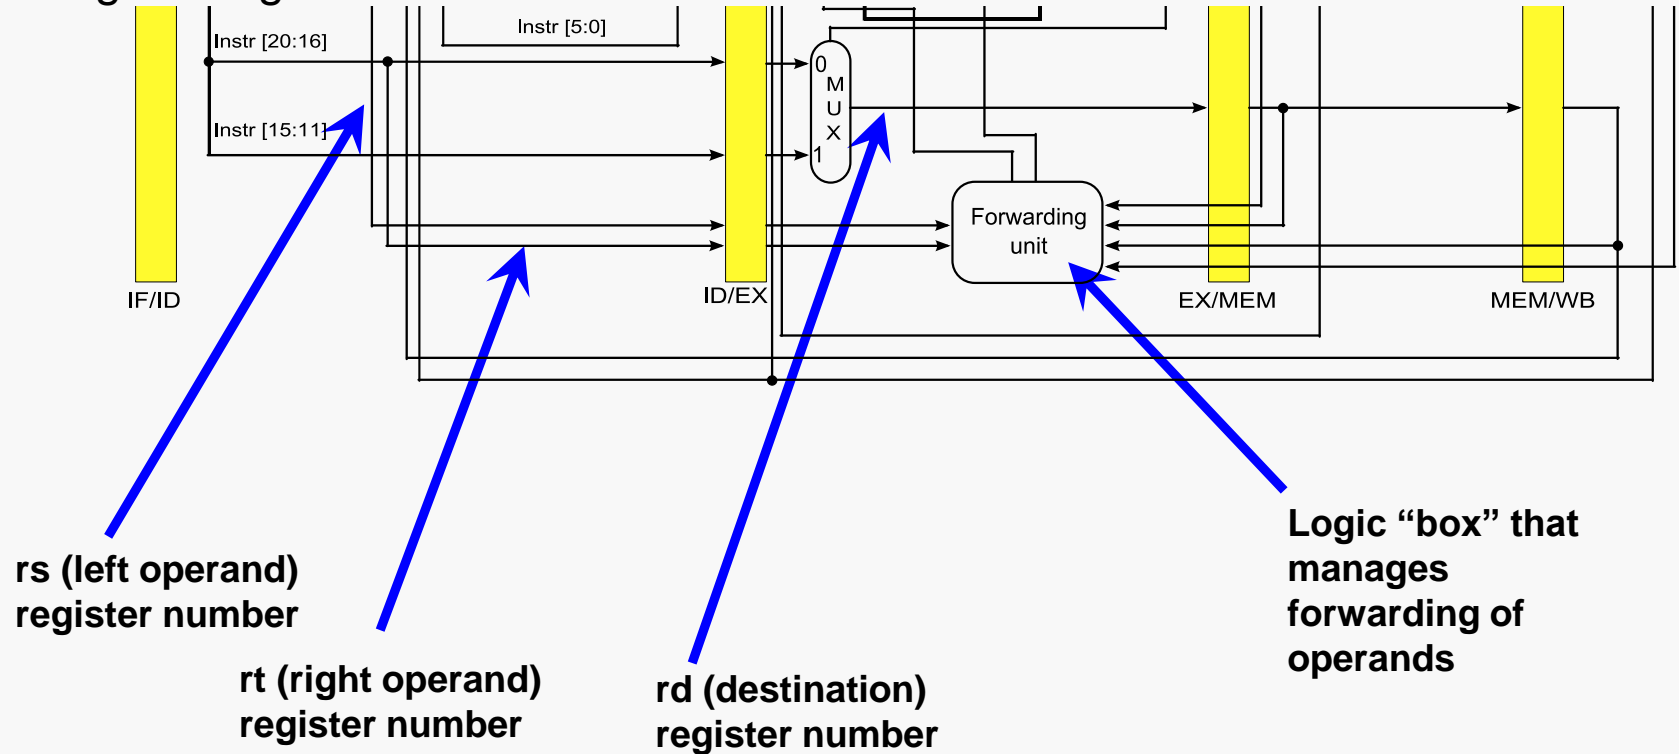 Instr [5:0]
Instr [20:16]
0
M
U
X
Instr [15:11]
1
Forwarding
unit
IF/ID
ID/EX
EX/MEM
MEM/WB
rs (left operand)
register number
rt (right operand)
register number
rd (destination)
register number
Logic “box” that
manages
forwarding of
operands